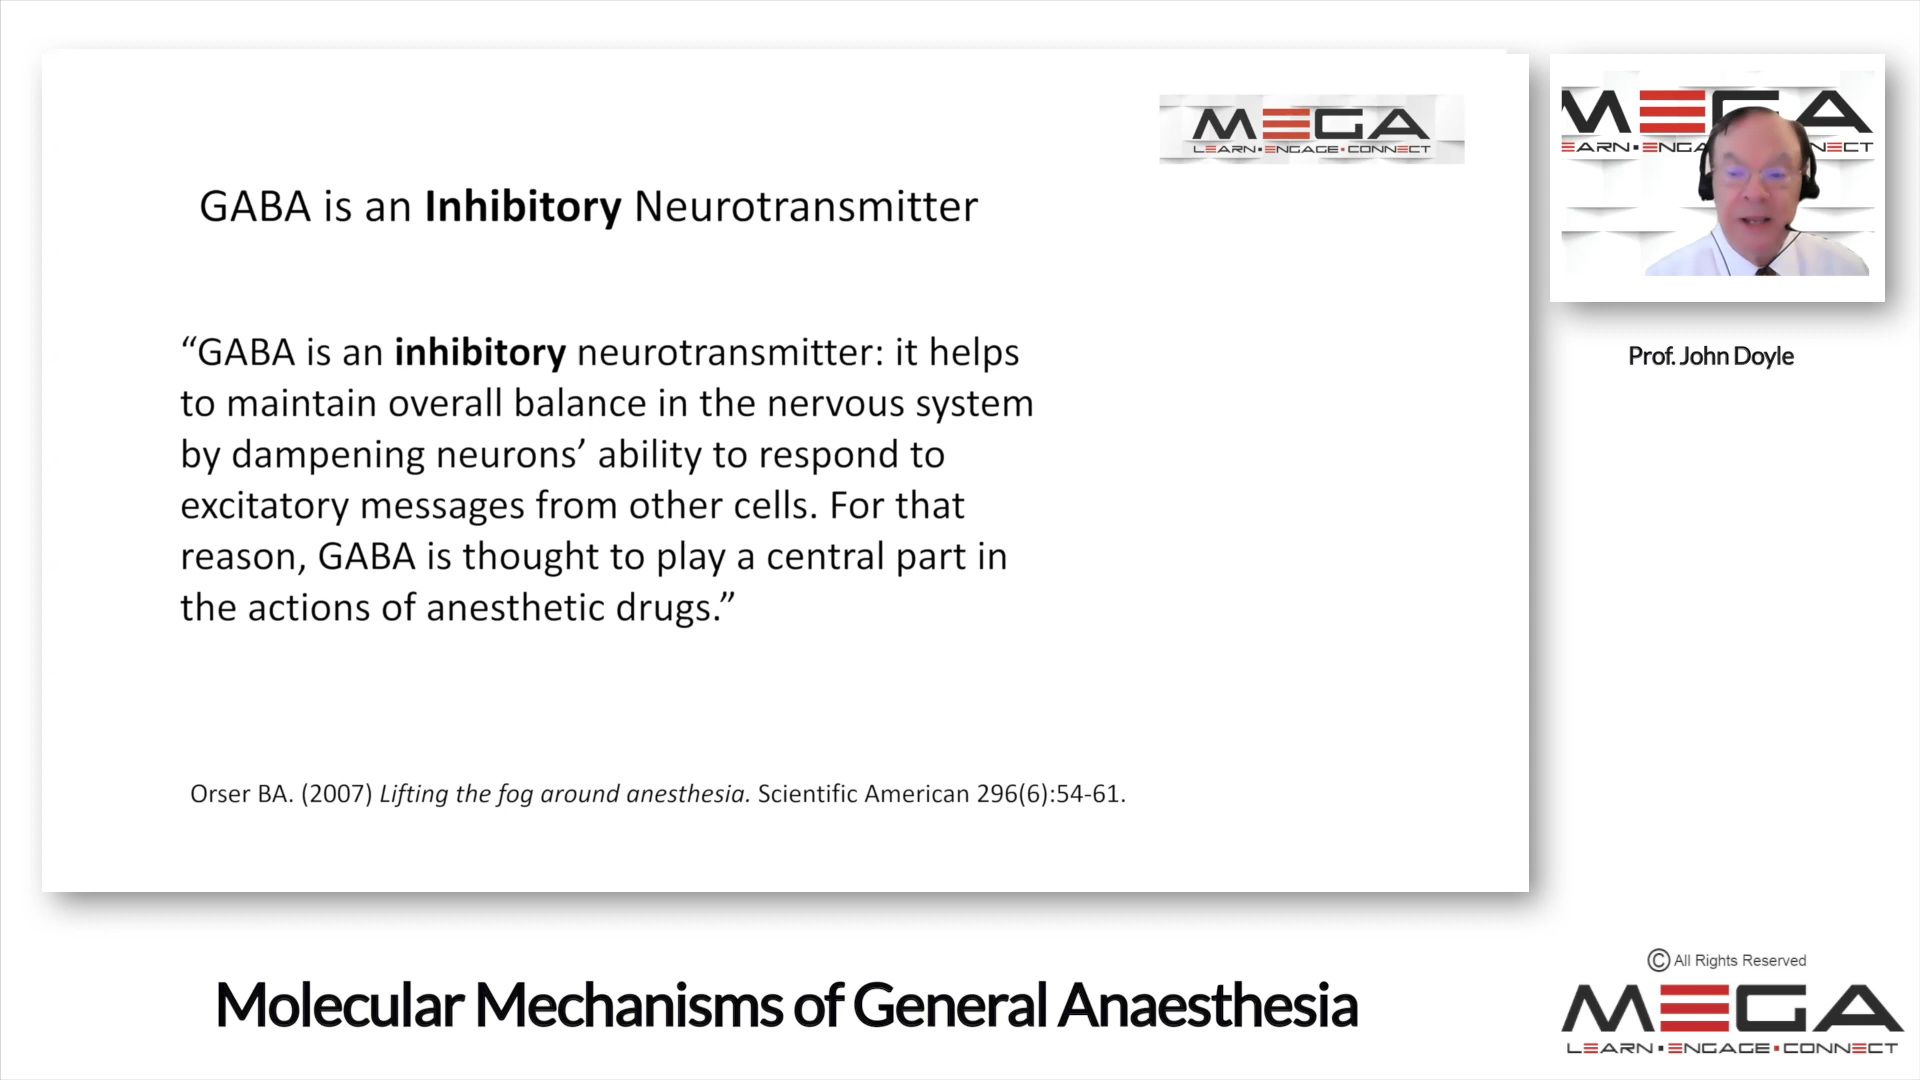 MEGA
LEARN▪ENGAGE▪CONNECT
GABA is an Inhibitory Neurotransmitter
“GABA is an inhibitory neurotransmitter: it helps
to maintain overall balance in the nervous system
by dampening neurons’ ability to respond to
excitatory messages from other cells. For that
reason, GABA is thought to play a central part in
the actions of anesthetic drugs.”
Orser BA. (2007) Lifting the fog around anesthesia. Scientific American 296(6):54-61.
Prof. John Doyle
Molecular Mechanisms of General Anaesthesia
© All Rights Reserved
MEGA
LEARN▪ENGAGE▪CONNECT